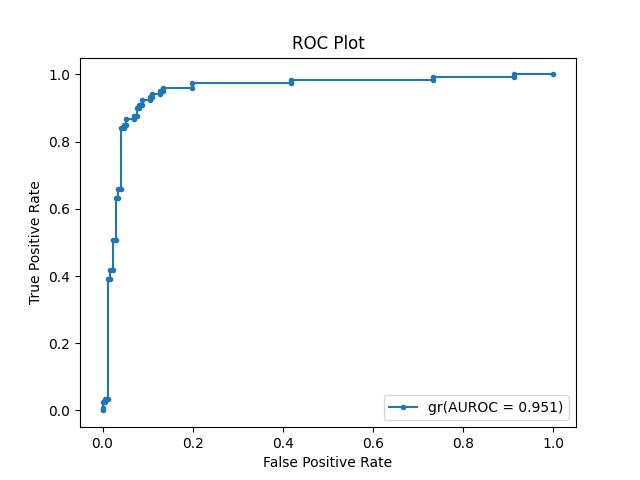 ROC Plot
True Positive Rate
1.0
0.8
0.6
0.4
0.2
0.0
gr(AUROC = 0.951)
0.0 0.2 0.4 0.6 0.8 1.0
False Positive Rate